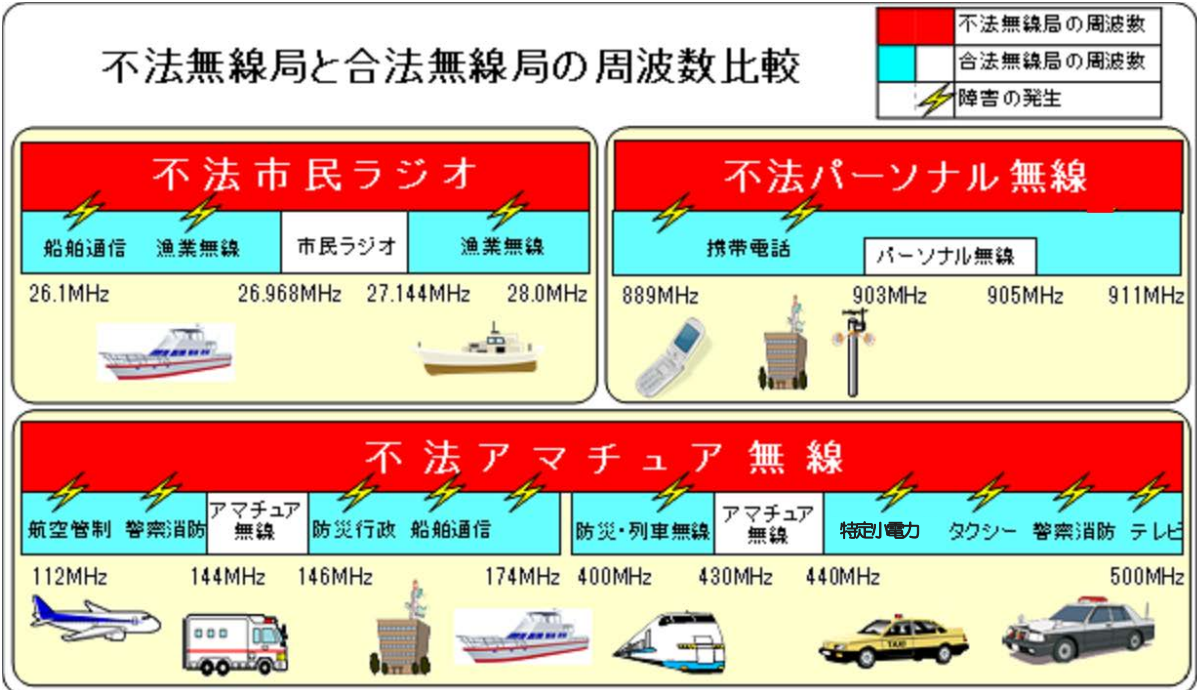 不法無線局と合法無線局の周波数比較
不法無線局の周波数
合法無線局の周波数
障害の発生
不法市民ラジオ
船舶通信 漁業無線 市民ラジオ 漁業無線
26.1MHz 26.968MHz 27.144MHz 28.0MHz
不法パーソナル無線
携帯電話 パーソナル無線
889MHz 903MHz 905MHz 911MHz
不法アマチュア無線
航空管制 警察消防 アマチュア
無線 防災行政 船舶通信 防災・列車無線 アマチュア
無線 特定小電力 タクシー 警察消防 テレビ
112MHz 144MHz 146MHz 174MHz 400MHz 430MHz 440MHz 500MHz
TAXI